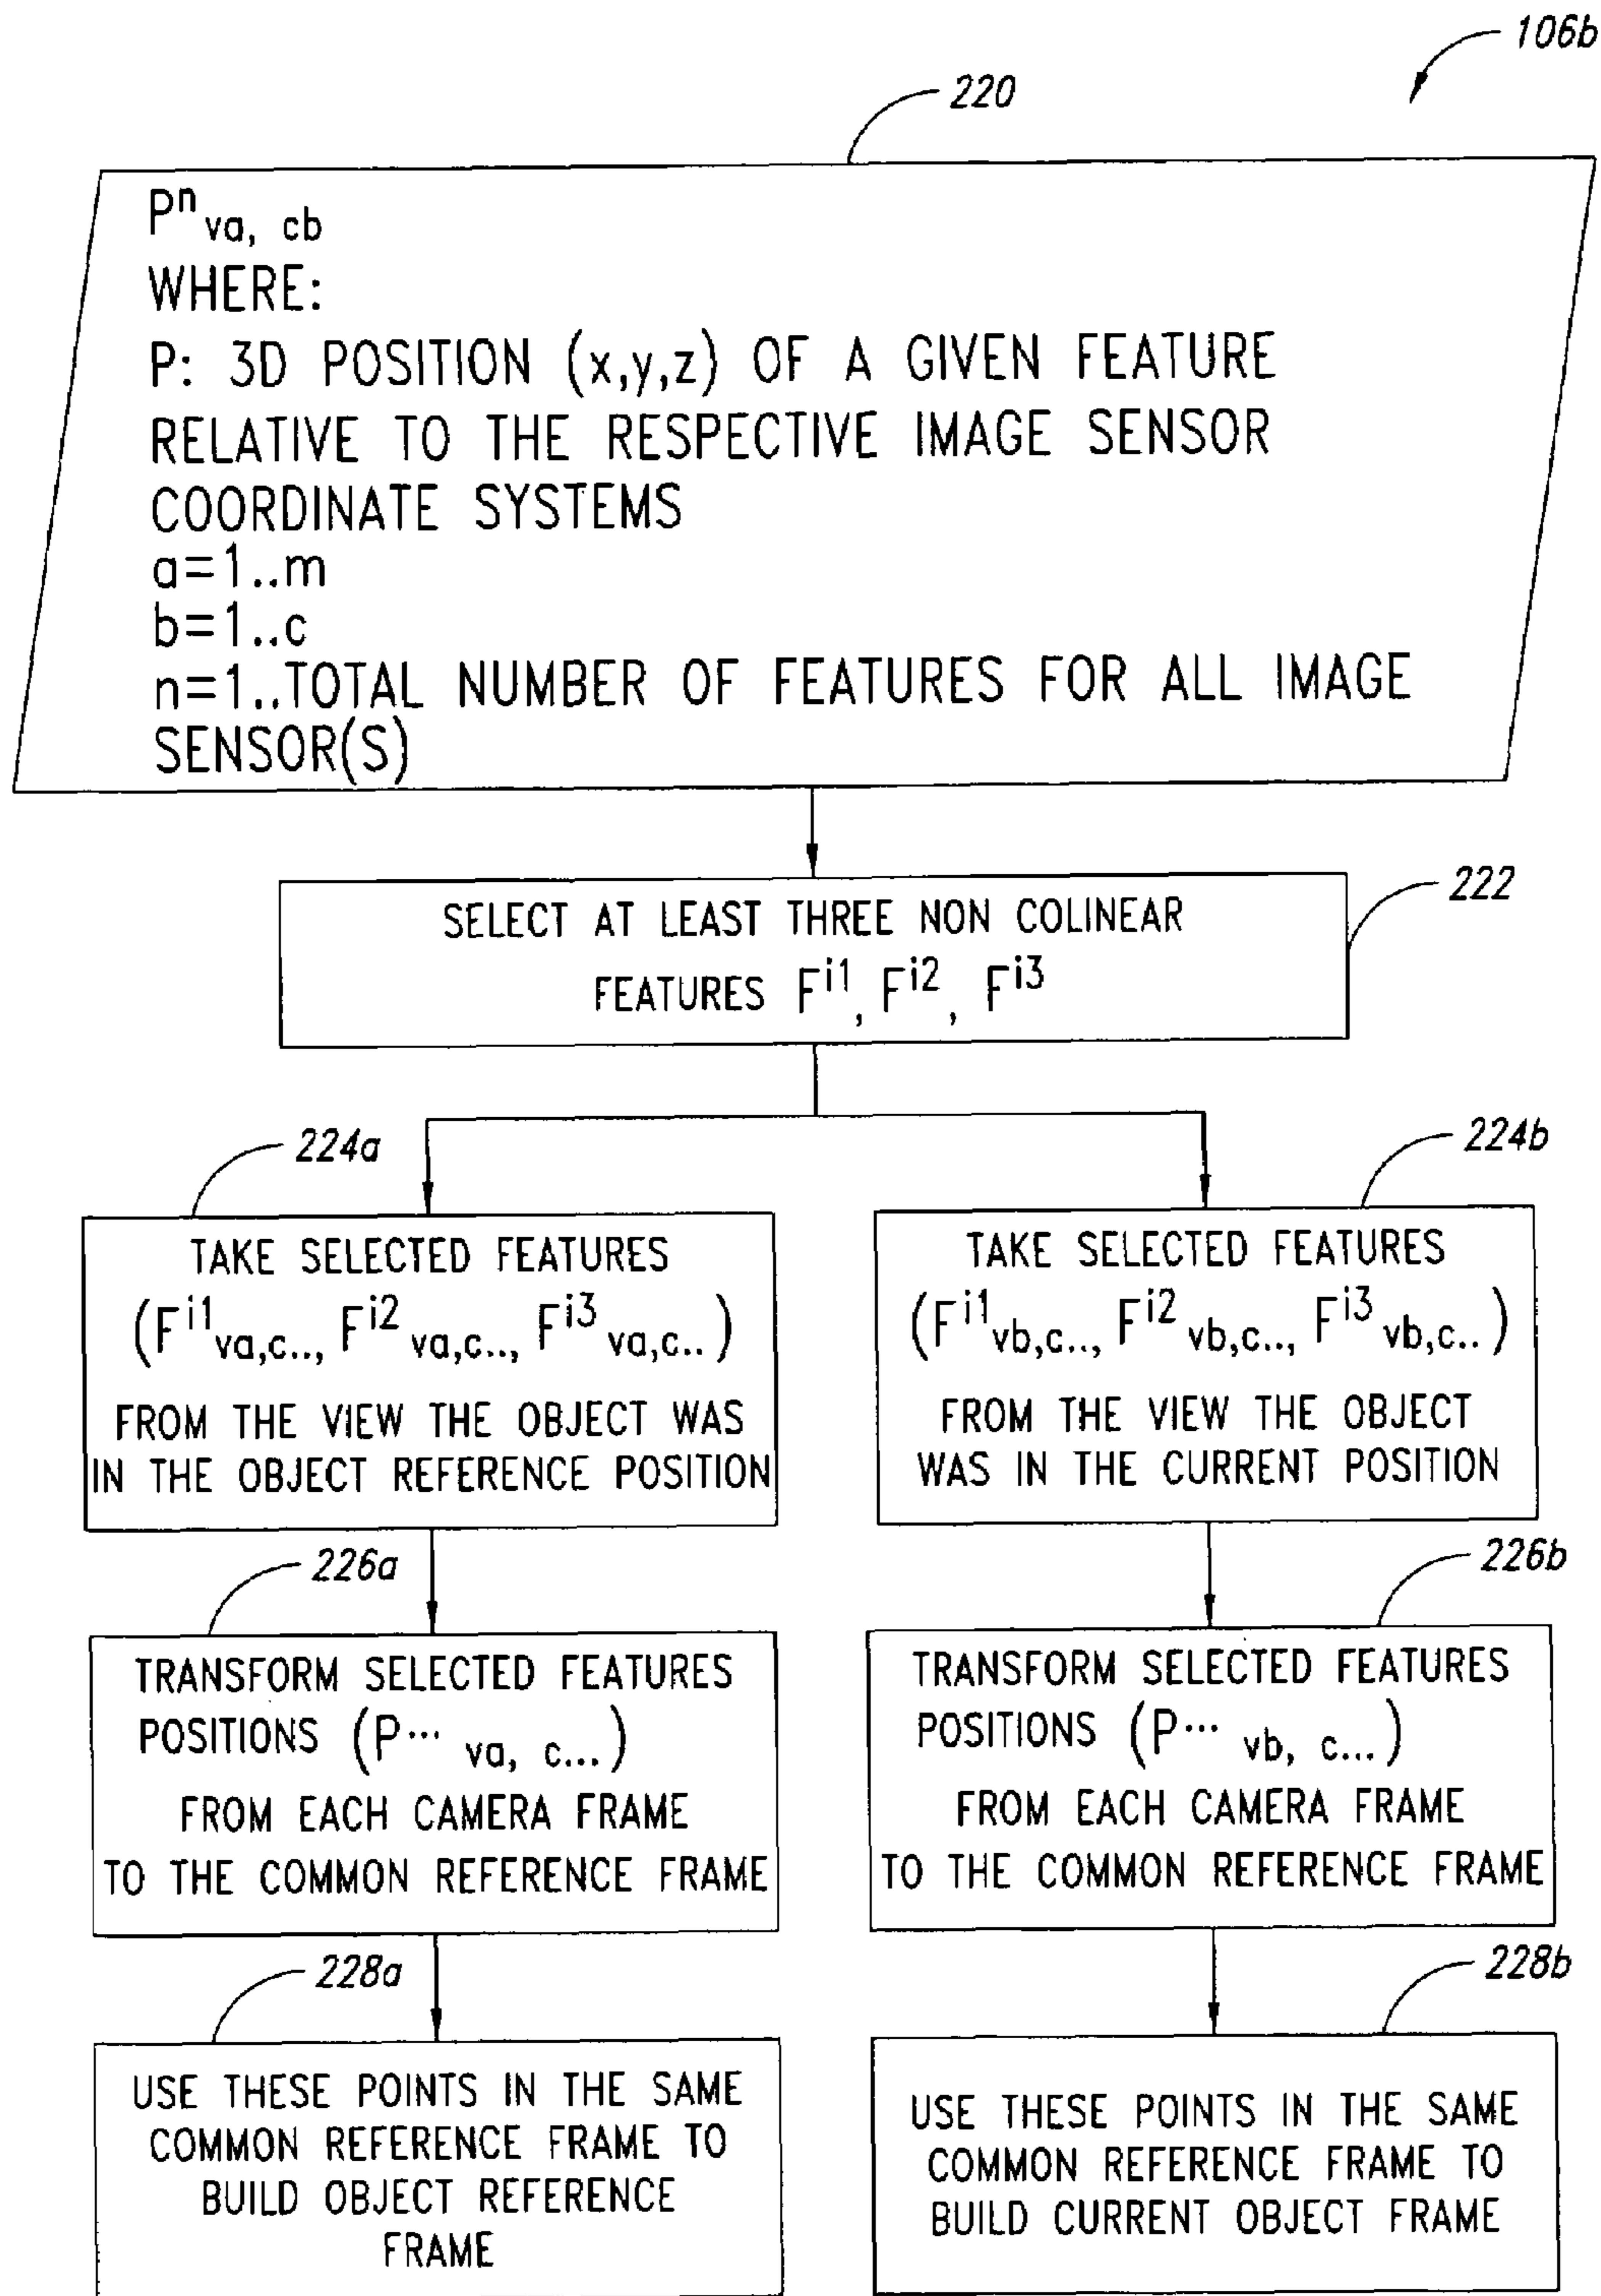 106b
220
Pⁿ va, cb
WHERE:
P: 3D POSITION (x,y,z) OF A GIVEN FEATURE
RELATIVE TO THE RESPECTIVE IMAGE SENSOR
COORDINATE SYSTEMS
a=1..m
b=1..c
n=1..TOTAL NUMBER OF FEATURES FOR ALL IMAGE
SENSOR(S)
222
SELECT AT LEAST THREE NON COLINEAR
FEATURES F^i1, F^i2, F^i3
224a
TAKE SELECTED FEATURES
(F^i1 va,c.., F^i2 va,c.., F^i3 va,c..)
FROM THE VIEW THE OBJECT WAS
IN THE OBJECT REFERENCE POSITION
224b
TAKE SELECTED FEATURES
(F^i1 vb,c.., F^i2 vb,c.., F^i3 vb,c..)
FROM THE VIEW THE OBJECT
WAS IN THE CURRENT POSITION
226a
TRANSFORM SELECTED FEATURES
POSITIONS (P... va, c...)
FROM EACH CAMERA FRAME
TO THE COMMON REFERENCE FRAME
226b
TRANSFORM SELECTED FEATURES
POSITIONS (P... vb, c...)
FROM EACH CAMERA FRAME
TO THE COMMON REFERENCE FRAME
228a
USE THESE POINTS IN THE SAME
COMMON REFERENCE FRAME TO
BUILD OBJECT REFERENCE
FRAME
228b
USE THESE POINTS IN THE SAME
COMMON REFERENCE FRAME TO
BUILD CURRENT OBJECT FRAME